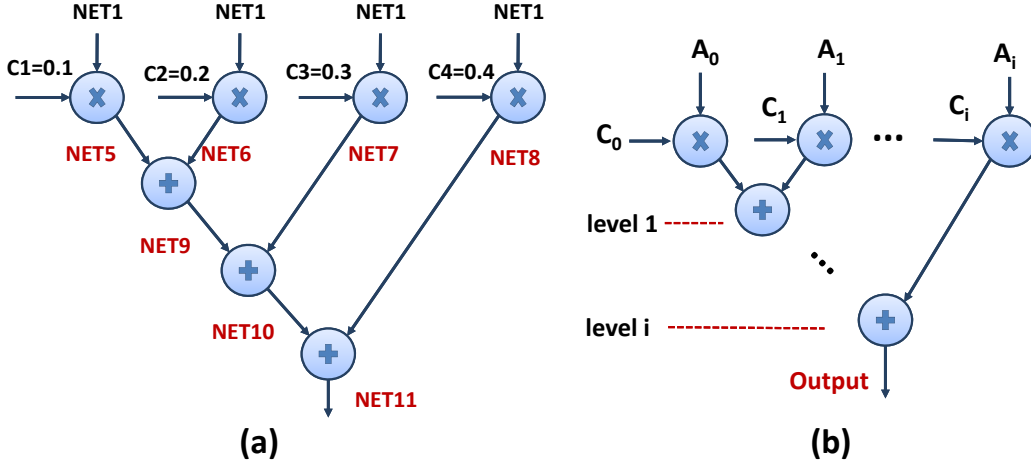 NET1 NET1 NET1 NET1
C1=0.1 C2=0.2 C3=0.3 C4=0.4
NET5 NET6 NET7 NET8
NET9
NET10
NET11
(a)
A0 A1 Ai
C0 C1 ••• Ci
level 1
level i
Output
(b)